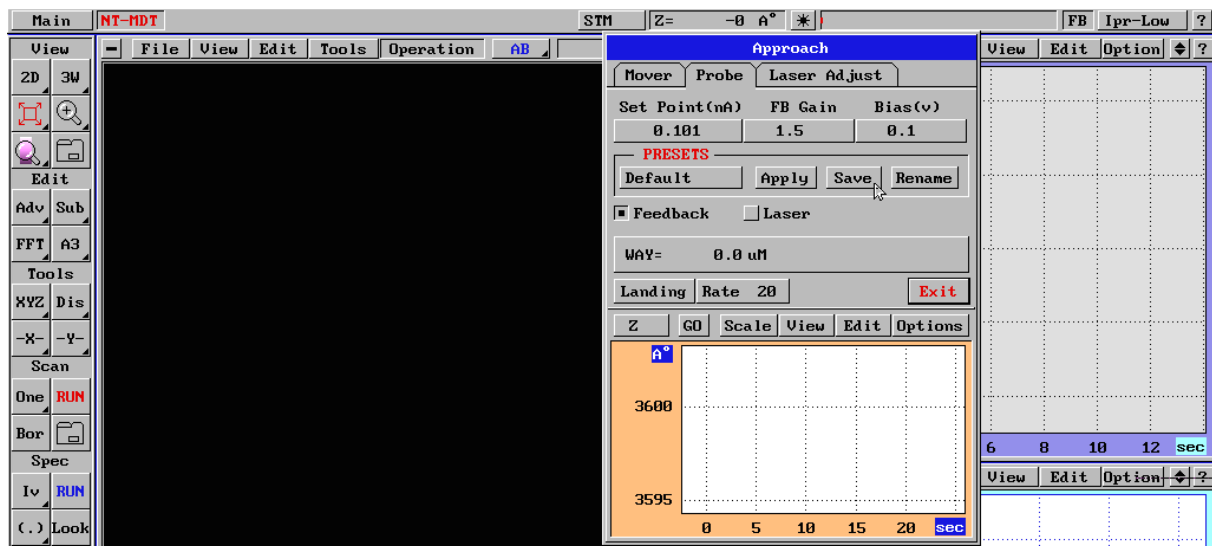 Main NT-MDT STM Z= -0 A° FB Ipr-Low ?
View - File View Edit Tools Operation AB Approach View Edit Option ?
2D 3W Mover Probe Laser Adjust
Set Point(nA) FB Gain Bias(v)
0.101 1.5 0.1
PRESETS
Edit Default Apply Save Rename
Adv Sub Feedback Laser
FFT A3 WAY= 0.0 uM
Tools
XYZ Dis Landing Rate 20 Exit
-X- -Y- Z GO Scale View Edit Options
Scan A°
One RUN 3600
Bor 6 8 10 12 sec
Spec View Edit Option ?
Iv RUN 3595
(.) Look 0 5 10 15 20 sec